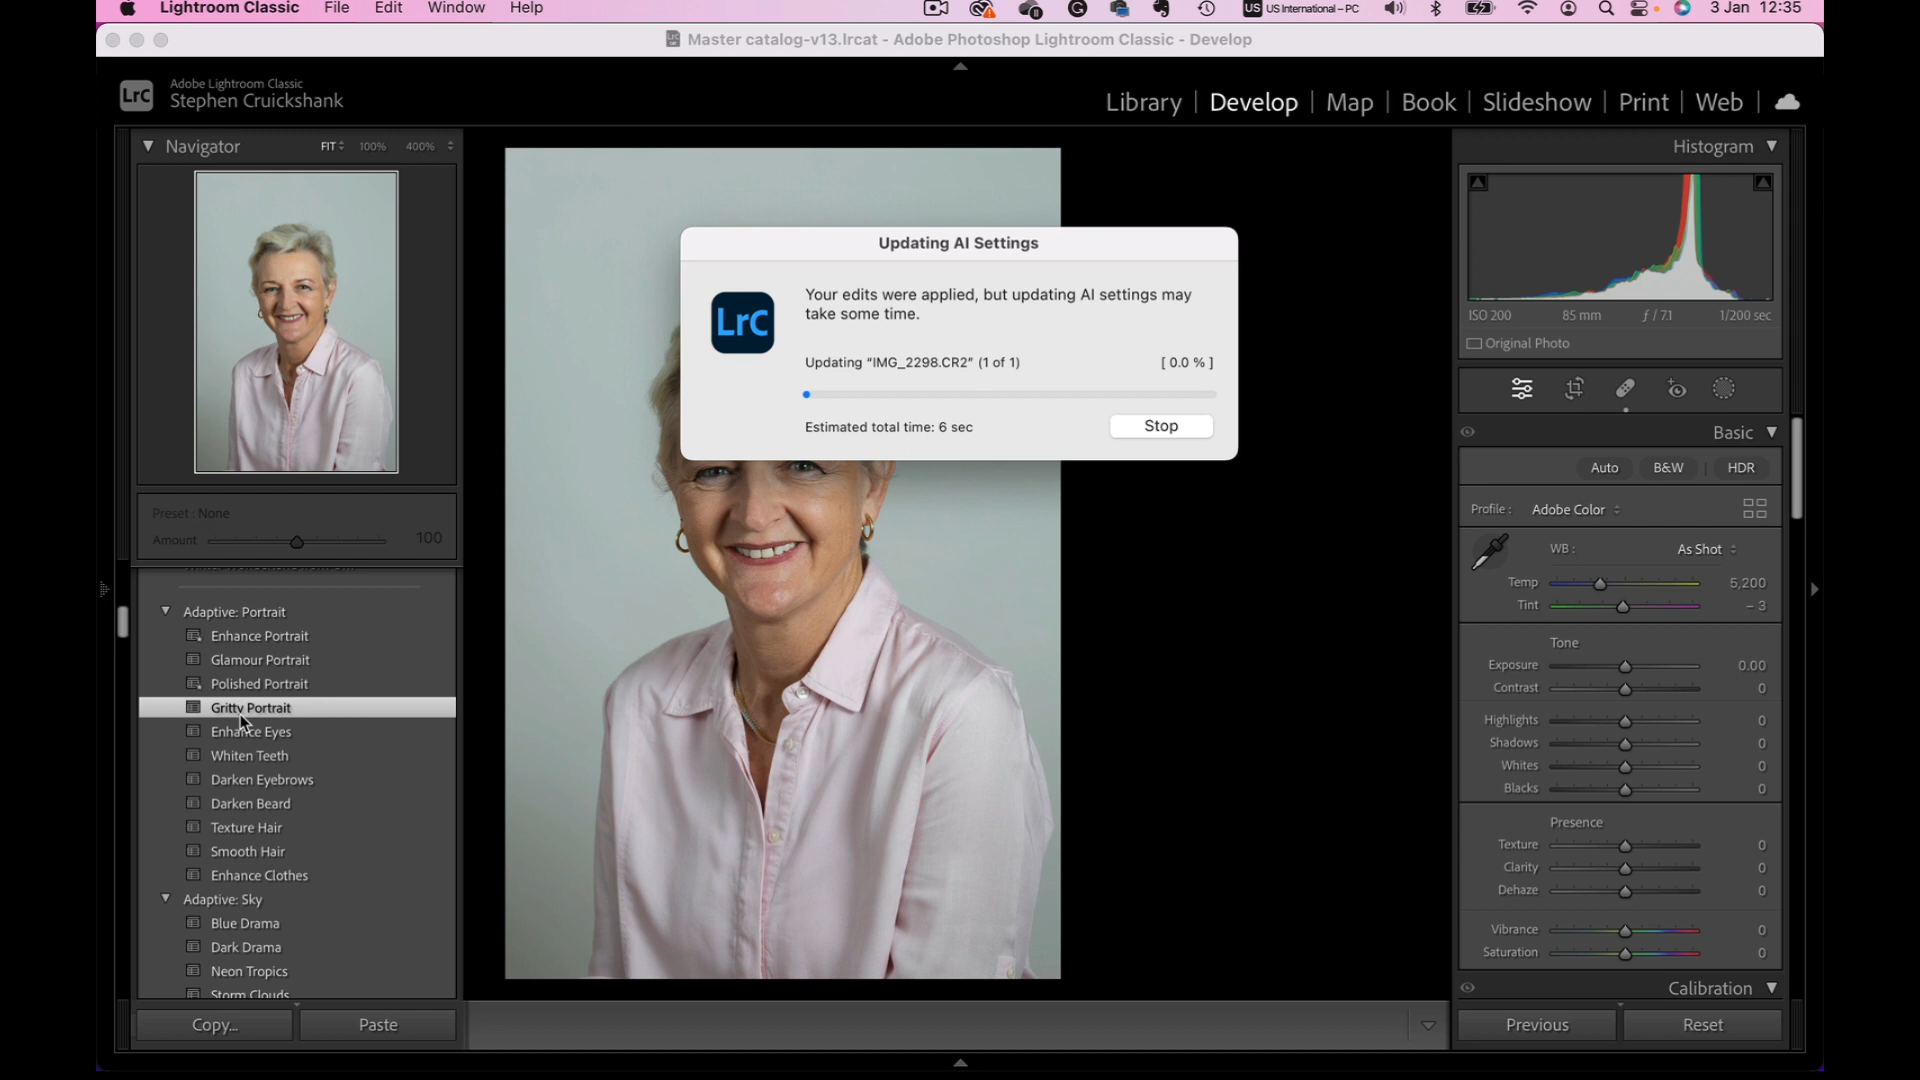 Lightroom Classic File Edit Window Help
US US International – PC 3 Jan 12:35
Master catalog-v13.lrcat - Adobe Photoshop Lightroom Classic - Develop
LrC
Adobe Lightroom Classic
Stephen Cruickshank
Library | Develop | Map | Book | Slideshow | Print | Web |
Navigator FIT 100% 400%
Preset : None
Amount 100
Adaptive: Portrait
Enhance Portrait
Glamour Portrait
Polished Portrait
Gritty Portrait
Enhance Eyes
Whiten Teeth
Darken Eyebrows
Darken Beard
Texture Hair
Smooth Hair
Enhance Clothes
Adaptive: Sky
Blue Drama
Dark Drama
Neon Tropics
Storm Clouds
Copy... Paste
Updating AI Settings
LrC
Your edits were applied, but updating AI settings may
take some time.
Updating “IMG_2298.CR2” (1 of 1) [ 0.0 % ]
Estimated total time: 6 sec Stop
Histogram
ISO 200 85 mm ƒ / 7.1 1/200 sec
Original Photo
Basic
Auto B&W | HDR
Profile : Adobe Color
WB : As Shot
Temp 5,200
Tint – 3
Tone
Exposure 0.00
Contrast 0
Highlights 0
Shadows 0
Whites 0
Blacks 0
Presence
Texture 0
Clarity 0
Dehaze 0
Vibrance 0
Saturation 0
Calibration
Previous Reset